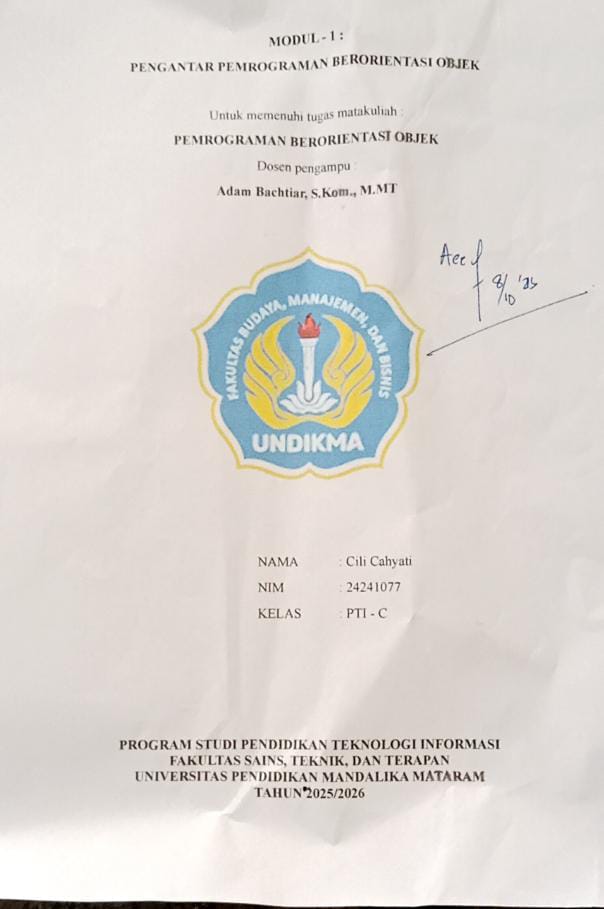 MODUL - 1 :
PENGANTAR PEMROGRAMAN BERORIENTASI OBJEK
Untuk memenuhi tugas matakuliah :
PEMROGRAMAN BERORIENTASI OBJEK
Dosen pengampu :
Adam Bachtiar, S.Kom., M.MT
Acc
8/10 '25
FAKULTAS BUDAYA, MANAJEMEN, DAN BISNIS
UNDIKMA
NAMA : Cili Cahyati
NIM : 24241077
KELAS : PTI - C
PROGRAM STUDI PENDIDIKAN TEKNOLOGI INFORMASI
FAKULTAS SAINS, TEKNIK, DAN TERAPAN
UNIVERSITAS PENDIDIKAN MANDALIKA MATARAM
TAHUN 2025/2026